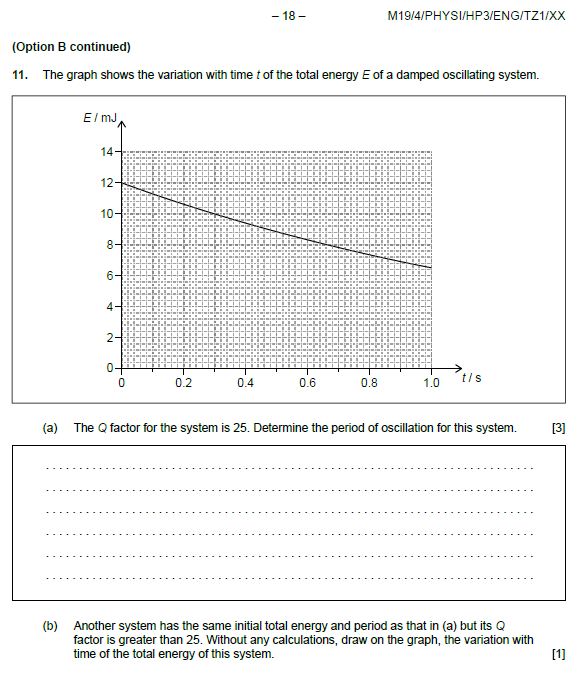 – 18 –
M19/4/PHYSI/HP3/ENG/TZ1/XX
(Option B continued)
11. The graph shows the variation with time t of the total energy E of a damped oscillating system.
E / mJ
14
12
10
8
6
4
2
0
0 0.2 0.4 0.6 0.8 1.0 t / s
(a) The Q factor for the system is 25. Determine the period of oscillation for this system. [3]
(b) Another system has the same initial total energy and period as that in (a) but its Q
factor is greater than 25. Without any calculations, draw on the graph, the variation with
time of the total energy of this system. [1]